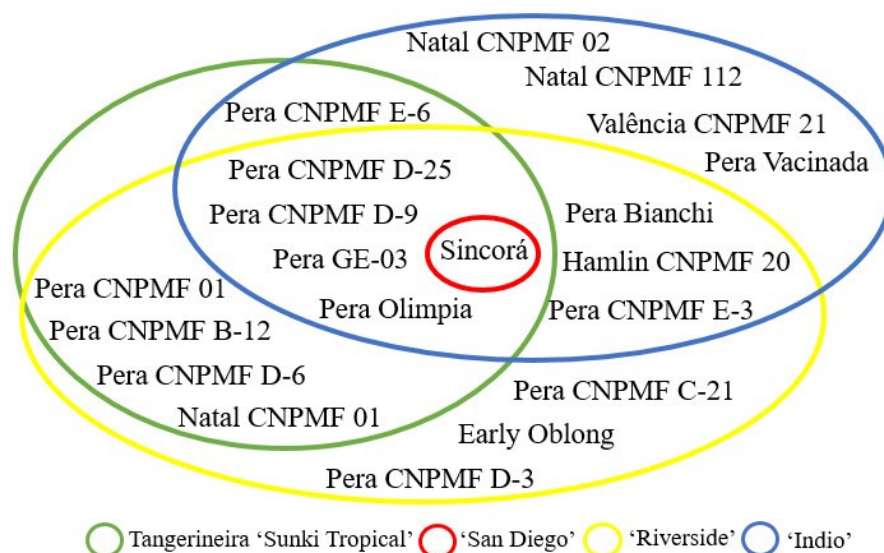 Natal CNPMF 02
Natal CNPMF 112
Pera CNPMF E-6
Valência CNPMF 21
Pera CNPMF D-25
Pera Vacinada
Pera CNPMF D-9
Pera Bianchi
Pera GE-03
Sincorá
Hamlin CNPMF 20
Pera CNPMF 01
Pera Olimpia
Pera CNPMF E-3
Pera CNPMF B-12
Pera CNPMF D-6
Pera CNPMF C-21
Natal CNPMF 01
Early Oblong
Pera CNPMF D-3
Tangerineira ‘Sunki Tropical’ ‘San Diego’ ‘Riverside’ ‘Indio’